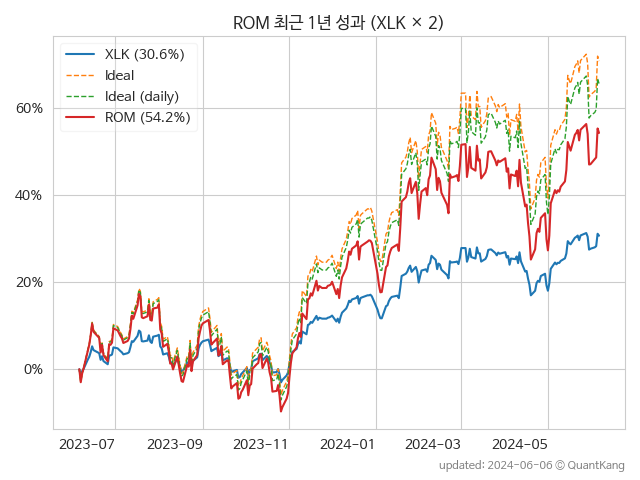 ROM 최근 1년 성과 (XLK × 2)
XLK (30.6%)
Ideal
Ideal (daily)
ROM (54.2%)
60%
40%
20%
0%
2023-07 2023-09 2023-11 2024-01 2024-03 2024-05
updated: 2024-06-06 © QuantKang